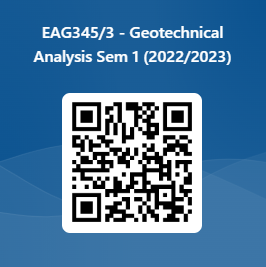 EAG345/3 - Geotechnical
Analysis Sem 1 (2022/2023)